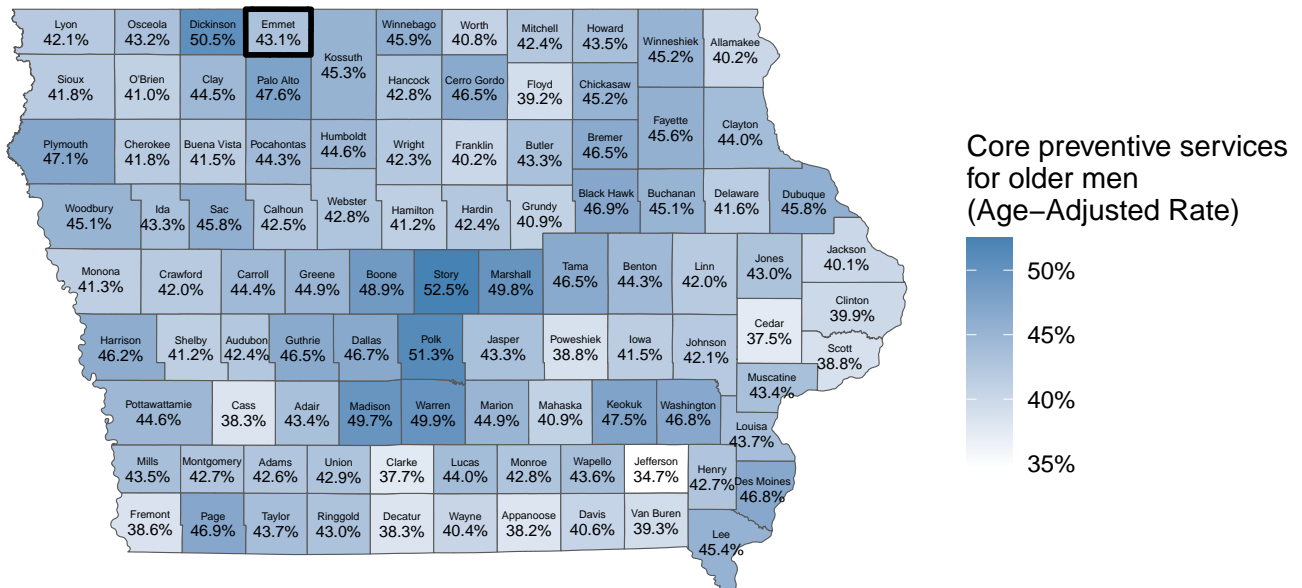 Lyon
42.1%
Osceola
43.2%
Dickinson
50.5%
Emmet
43.1%
Kossuth
45.3%
Winnebago
45.9%
Worth
40.8%
Mitchell
42.4%
Howard
43.5%
Winneshiek
45.2%
Allamakee
40.2%
Sioux
41.8%
O'Brien
41.0%
Clay
44.5%
Palo Alto
47.6%
Hancock
42.8%
Cerro Gordo
46.5%
Floyd
39.2%
Chickasaw
45.2%
Fayette
45.6%
Clayton
44.0%
Plymouth
47.1%
Cherokee
41.8%
Buena Vista
41.5%
Pocahontas
44.3%
Humboldt
44.6%
Wright
42.3%
Franklin
40.2%
Butler
43.3%
Bremer
46.5%
Woodbury
45.1%
Ida
43.3%
Sac
45.8%
Calhoun
42.5%
Webster
42.8%
Hamilton
41.2%
Hardin
42.4%
Grundy
40.9%
Black Hawk
46.9%
Buchanan
45.1%
Delaware
41.6%
Dubuque
45.8%
Monona
41.3%
Crawford
42.0%
Carroll
44.4%
Greene
44.9%
Boone
48.9%
Story
52.5%
Marshall
49.8%
Tama
46.5%
Benton
44.3%
Linn
42.0%
Jones
43.0%
Jackson
40.1%
Clinton
39.9%
Harrison
46.2%
Shelby
41.2%
Audubon
42.4%
Guthrie
46.5%
Dallas
46.7%
Polk
51.3%
Jasper
43.3%
Poweshiek
38.8%
Iowa
41.5%
Johnson
42.1%
Cedar
37.5%
Scott
38.8%
Muscatine
43.4%
Pottawattamie
44.6%
Cass
38.3%
Adair
43.4%
Madison
49.7%
Warren
49.9%
Marion
44.9%
Mahaska
40.9%
Keokuk
47.5%
Washington
46.8%
Louisa
43.7%
Mills
43.5%
Montgomery
42.7%
Adams
42.6%
Union
42.9%
Clarke
37.7%
Lucas
44.0%
Monroe
42.8%
Wapello
43.6%
Jefferson
34.7%
Henry
42.7%
Des Moines
46.8%
Fremont
38.6%
Page
46.9%
Taylor
43.7%
Ringgold
43.0%
Decatur
38.3%
Wayne
40.4%
Appanoose
38.2%
Davis
40.6%
Van Buren
39.3%
Lee
45.4%
Core preventive services
for older men
(Age−Adjusted Rate)
50%
45%
40%
35%